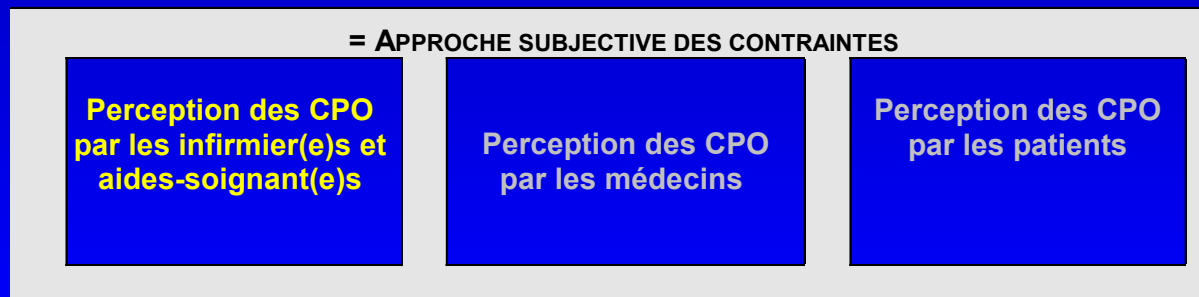 = APPROCHE SUBJECTIVE DES CONTRAINTES
Perception des CPO
par les infirmier(e)s et
aides-soignant(e)s
Perception des CPO
par les médecins
Perception des CPO
par les patients